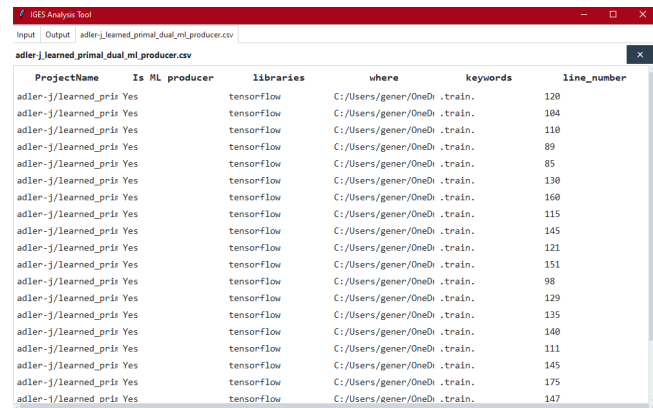 IGES Analysis Tool
Input Output adler-j_learned_primal_dual_ml_producer.csv
adler-j_learned_primal_dual_ml_producer.csv
ProjectName Is ML producer libraries where keywords line_number
adler-j/learned_pri Yes tensorflow C:/Users/gener/OneD .train. 120
adler-j/learned_pri Yes tensorflow C:/Users/gener/OneD .train. 104
adler-j/learned_pri Yes tensorflow C:/Users/gener/OneD .train. 110
adler-j/learned_pri Yes tensorflow C:/Users/gener/OneD .train. 89
adler-j/learned_pri Yes tensorflow C:/Users/gener/OneD .train. 85
adler-j/learned_pri Yes tensorflow C:/Users/gener/OneD .train. 130
adler-j/learned_pri Yes tensorflow C:/Users/gener/OneD .train. 160
adler-j/learned_pri Yes tensorflow C:/Users/gener/OneD .train. 115
adler-j/learned_pri Yes tensorflow C:/Users/gener/OneD .train. 145
adler-j/learned_pri Yes tensorflow C:/Users/gener/OneD .train. 121
adler-j/learned_pri Yes tensorflow C:/Users/gener/OneD .train. 151
adler-j/learned_pri Yes tensorflow C:/Users/gener/OneD .train. 98
adler-j/learned_pri Yes tensorflow C:/Users/gener/OneD .train. 129
adler-j/learned_pri Yes tensorflow C:/Users/gener/OneD .train. 135
adler-j/learned_pri Yes tensorflow C:/Users/gener/OneD .train. 140
adler-j/learned_pri Yes tensorflow C:/Users/gener/OneD .train. 111
adler-j/learned_pri Yes tensorflow C:/Users/gener/OneD .train. 145
adler-j/learned_pri Yes tensorflow C:/Users/gener/OneD .train. 175
adler-j/learned_pri Yes tensorflow C:/Users/gener/OneD .train. 147